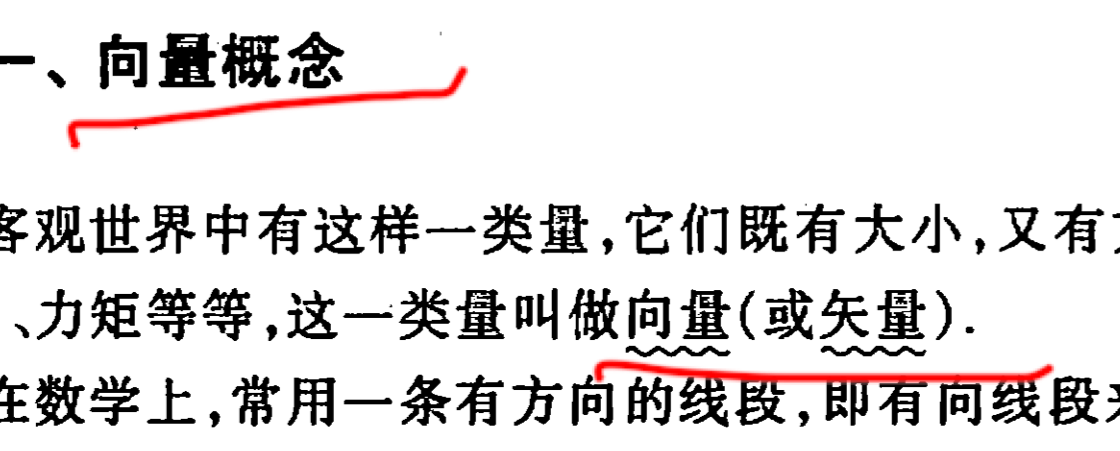 一、向量概念
客观世界中有这样一类量,它们既有大小,又有
、力矩等等,这一类量叫做向量(或矢量).
在数学上,常用一条有方向的线段,即有向线段